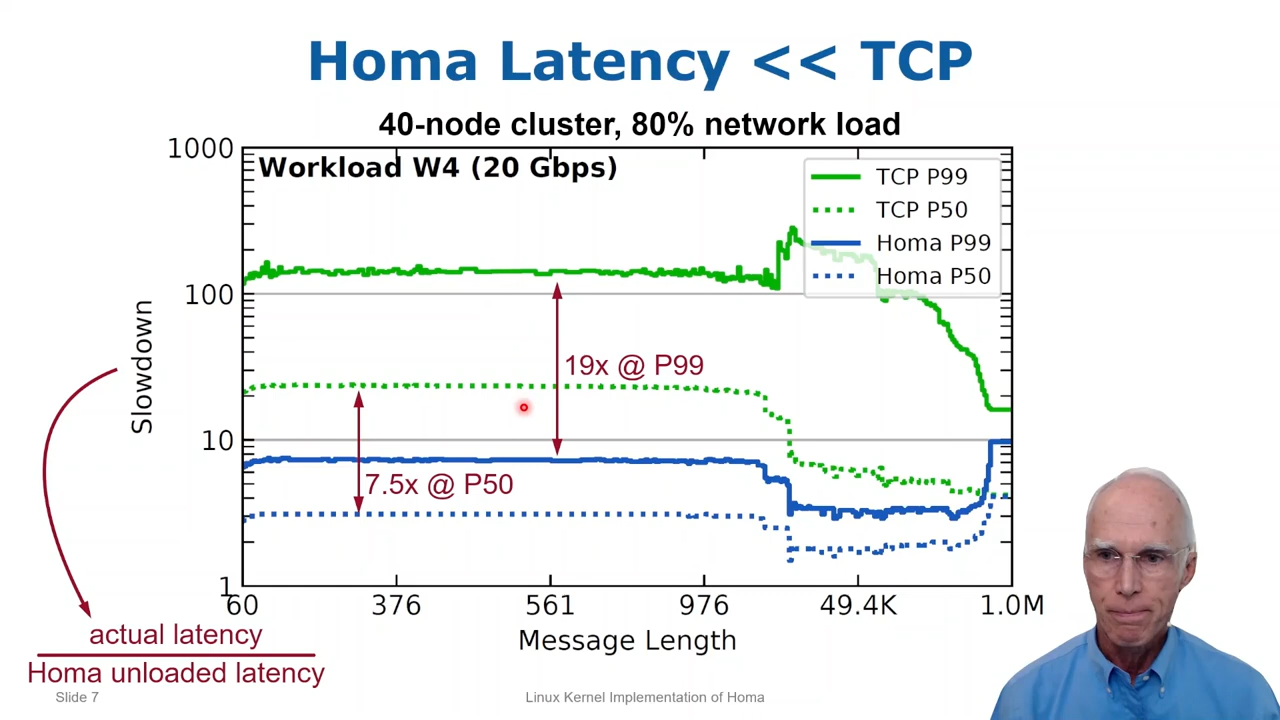 Homa Latency << TCP
40-node cluster, 80% network load
Workload W4 (20 Gbps)
1000
100
10
1
Slowdown
TCP P99
TCP P50
Homa P99
Homa P50
19x @ P99
7.5x @ P50
60 376 561 976 49.4K 1.0M
Message Length
actual latency
Homa unloaded latency
Slide 7
Linux Kernel Implementation of Homa